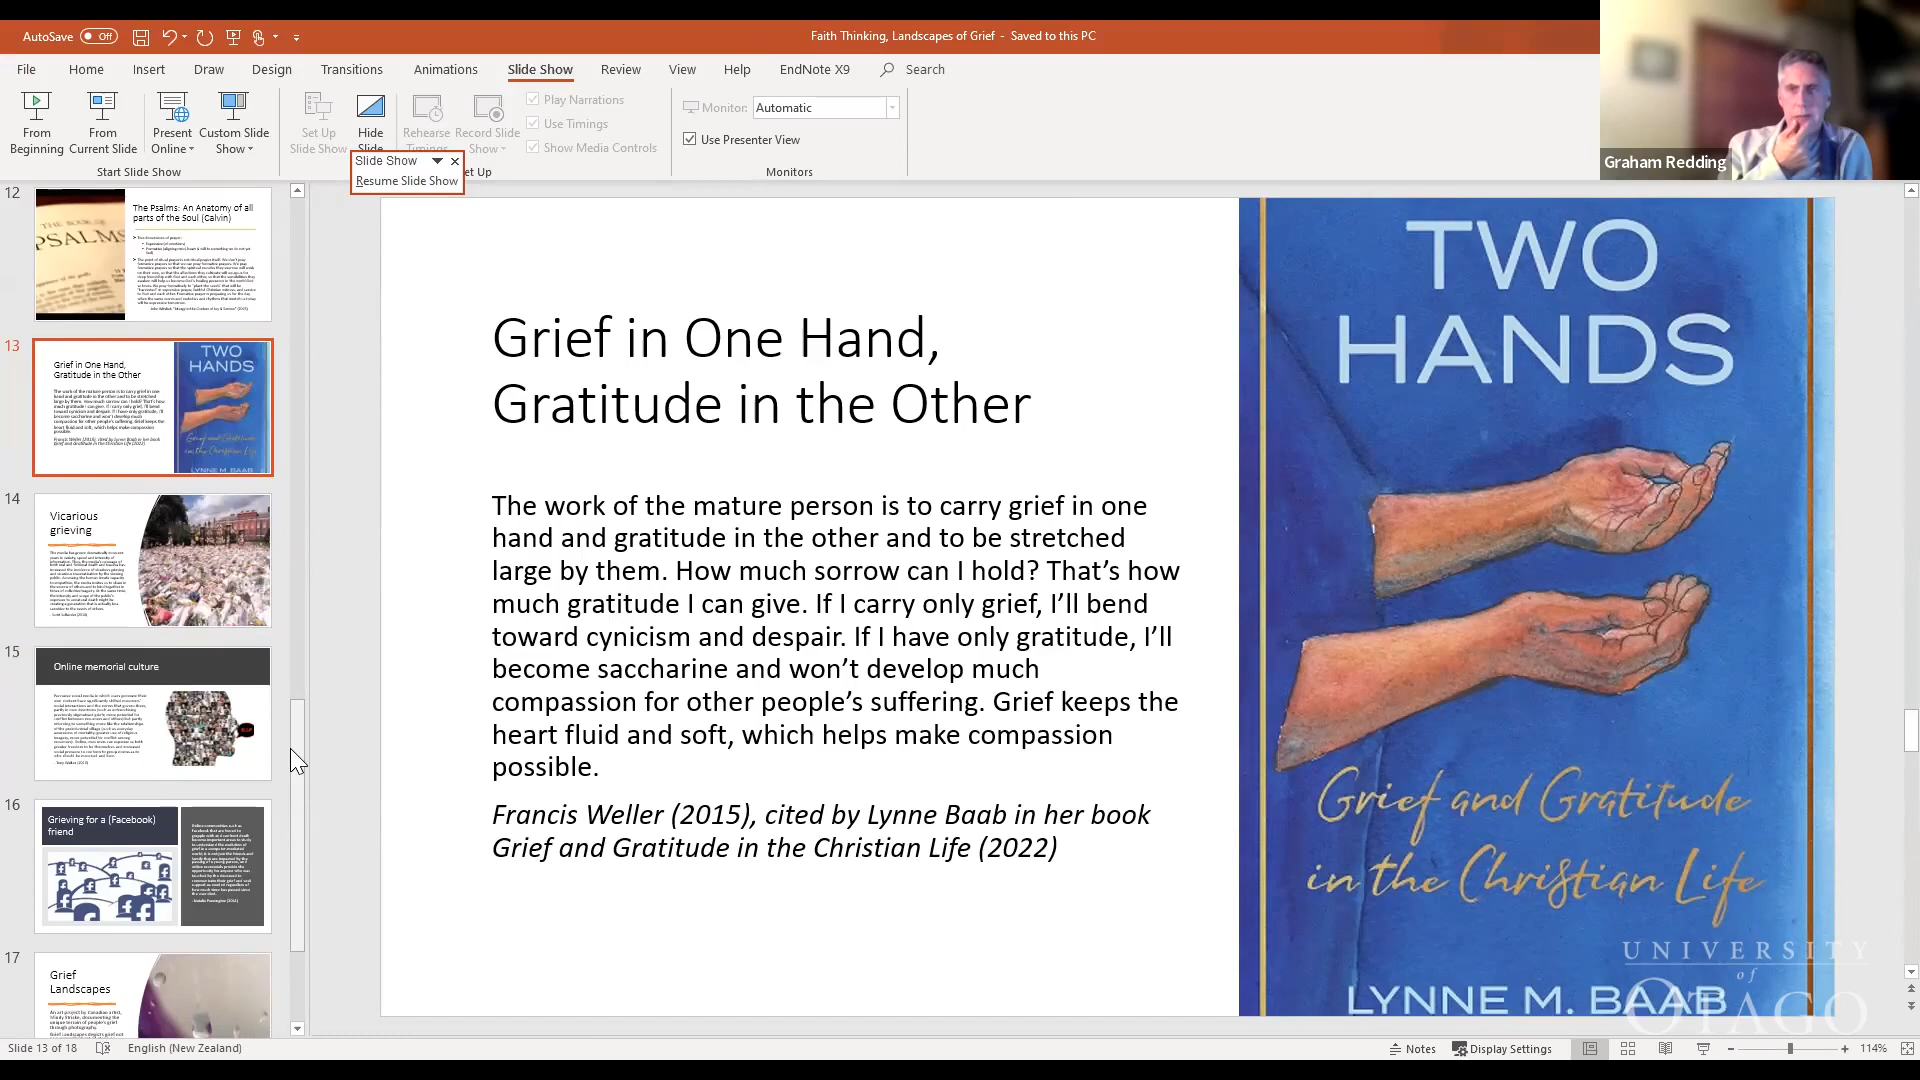 AutoSave Off
Faith Thinking, Landscapes of Grief - Saved to this PC
File Home Insert Draw Design Transitions Animations Slide Show Review View Help EndNote X9 Search
From Beginning
From Current Slide
Present Online
Custom Slide Show
Start Slide Show
Set Up Slide Show
Hide Slide
Rehearse Timings
Record Slide Show
Play Narrations
Use Timings
Show Media Controls
Set Up
Slide Show
Resume Slide Show
Monitor: Automatic
Use Presenter View
Monitors
Graham Redding
12
THE BOOK OF
PSALMS
The Psalms: An Anatomy of all
parts of the Soul (Calvin)
13
Grief in One Hand,
Gratitude in the Other
TWO
HANDS
14
Vicarious
grieving
15
Online memorial culture
16
Grieving for a (Facebook)
friend
17
Grief
Landscapes
Grief in One Hand,
Gratitude in the Other
The work of the mature person is to carry grief in one
hand and gratitude in the other and to be stretched
large by them. How much sorrow can I hold? That’s how
much gratitude I can give. If I carry only grief, I’ll bend
toward cynicism and despair. If I have only gratitude, I’ll
become saccharine and won’t develop much
compassion for other people’s suffering. Grief keeps the
heart fluid and soft, which helps make compassion
possible.
Francis Weller (2015), cited by Lynne Baab in her book
Grief and Gratitude in the Christian Life (2022)
TWO
HANDS
Grief and Gratitude
in the Christian Life
LYNNE M. BAAB
UNIVERSITY
of
OTAGO
Slide 13 of 18 English (New Zealand)
Notes Display Settings 114%